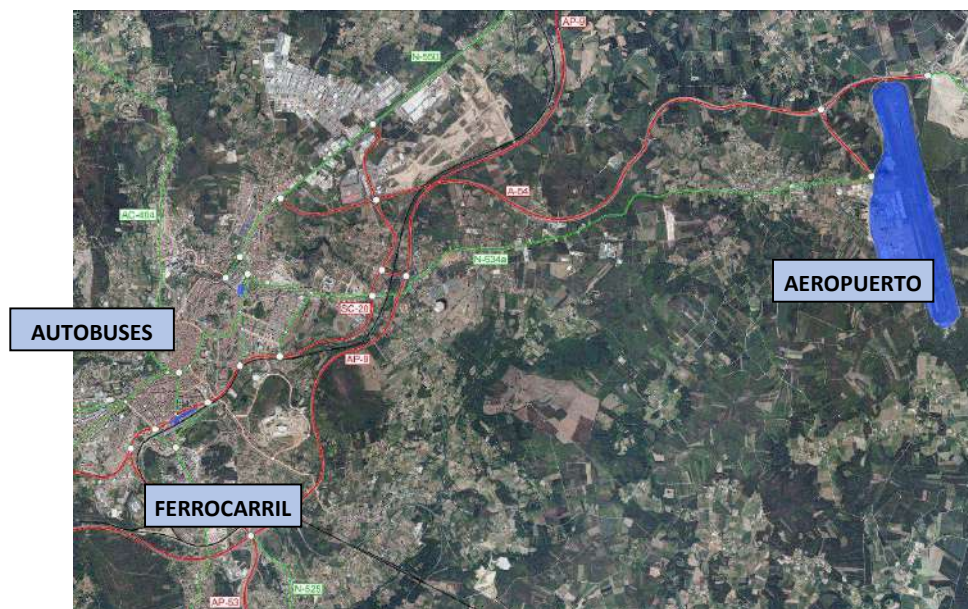 AP-9
N-550
A-54
AC-464
N-634a
AEROPUERTO
SC-20
AUTOBUSES
AP-9
FERROCARRIL
N-525
AP-53